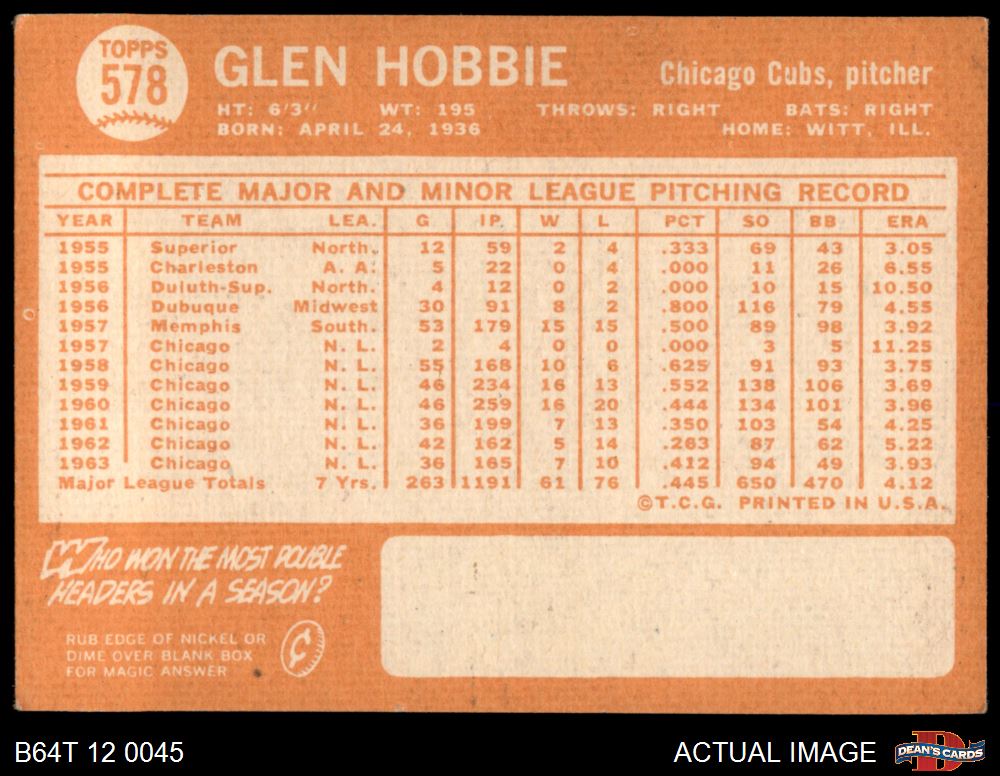 TOPPS
578
GLEN HOBBIE
Chicago Cubs, pitcher
HT: 6'3" WT: 195 THROWS: RIGHT BATS: RIGHT
BORN: APRIL 24, 1936 HOME: WITT, ILL.
COMPLETE MAJOR AND MINOR LEAGUE PITCHING RECORD
YEAR TEAM LEA. G IP. W L PCT SO BB ERA
1955 Superior North. 12 59 2 4 .333 69 43 3.05
1955 Charleston A. A. 5 22 0 4 .000 11 26 6.55
1956 Duluth-Sup. North. 4 12 0 2 .000 10 15 10.50
1956 Dubuque Midwest 30 91 8 2 .800 116 79 4.55
1957 Memphis South. 53 179 15 15 .500 89 98 3.92
1957 Chicago N. L. 2 4 0 0 .000 3 5 11.25
1958 Chicago N. L. 55 168 10 6 .625 91 93 3.75
1959 Chicago N. L. 46 234 16 13 .552 138 106 3.69
1960 Chicago N. L. 46 259 16 20 .444 134 101 3.96
1961 Chicago N. L. 36 199 7 13 .350 103 54 4.25
1962 Chicago N. L. 42 162 5 14 .263 87 62 5.22
1963 Chicago N. L. 36 165 7 10 .412 94 49 3.93
Major League Totals 7 Yrs. 263 1191 61 76 .445 650 470 4.12
©T.C.G. PRINTED IN U.S.A.
WHO WON THE MOST DOUBLE
HEADERS IN A SEASON?
RUB EDGE OF NICKEL OR
DIME OVER BLANK BOX
FOR MAGIC ANSWER
¢
B64T 12 0045
ACTUAL IMAGE
DEAN'S CARDS